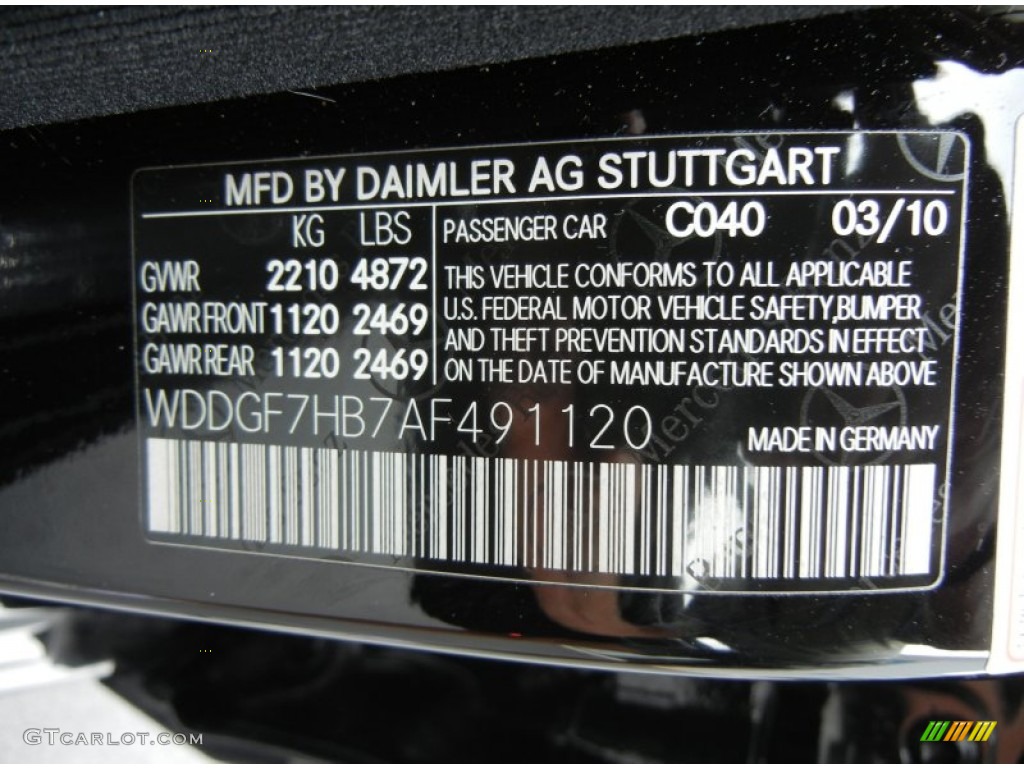 MFD BY DAIMLER AG STUTTGART
KG LBS
GVWR 2210 4872
GAWR FRONT 1120 2469
GAWR REAR 1120 2469
PASSENGER CAR C040 03/10
THIS VEHICLE CONFORMS TO ALL APPLICABLE
U.S. FEDERAL MOTOR VEHICLE SAFETY,BUMPER
AND THEFT PREVENTION STANDARDS IN EFFECT
ON THE DATE OF MANUFACTURE SHOWN ABOVE
WDDGF7HB7AF491120
MADE IN GERMANY
GTCARLOT.COM